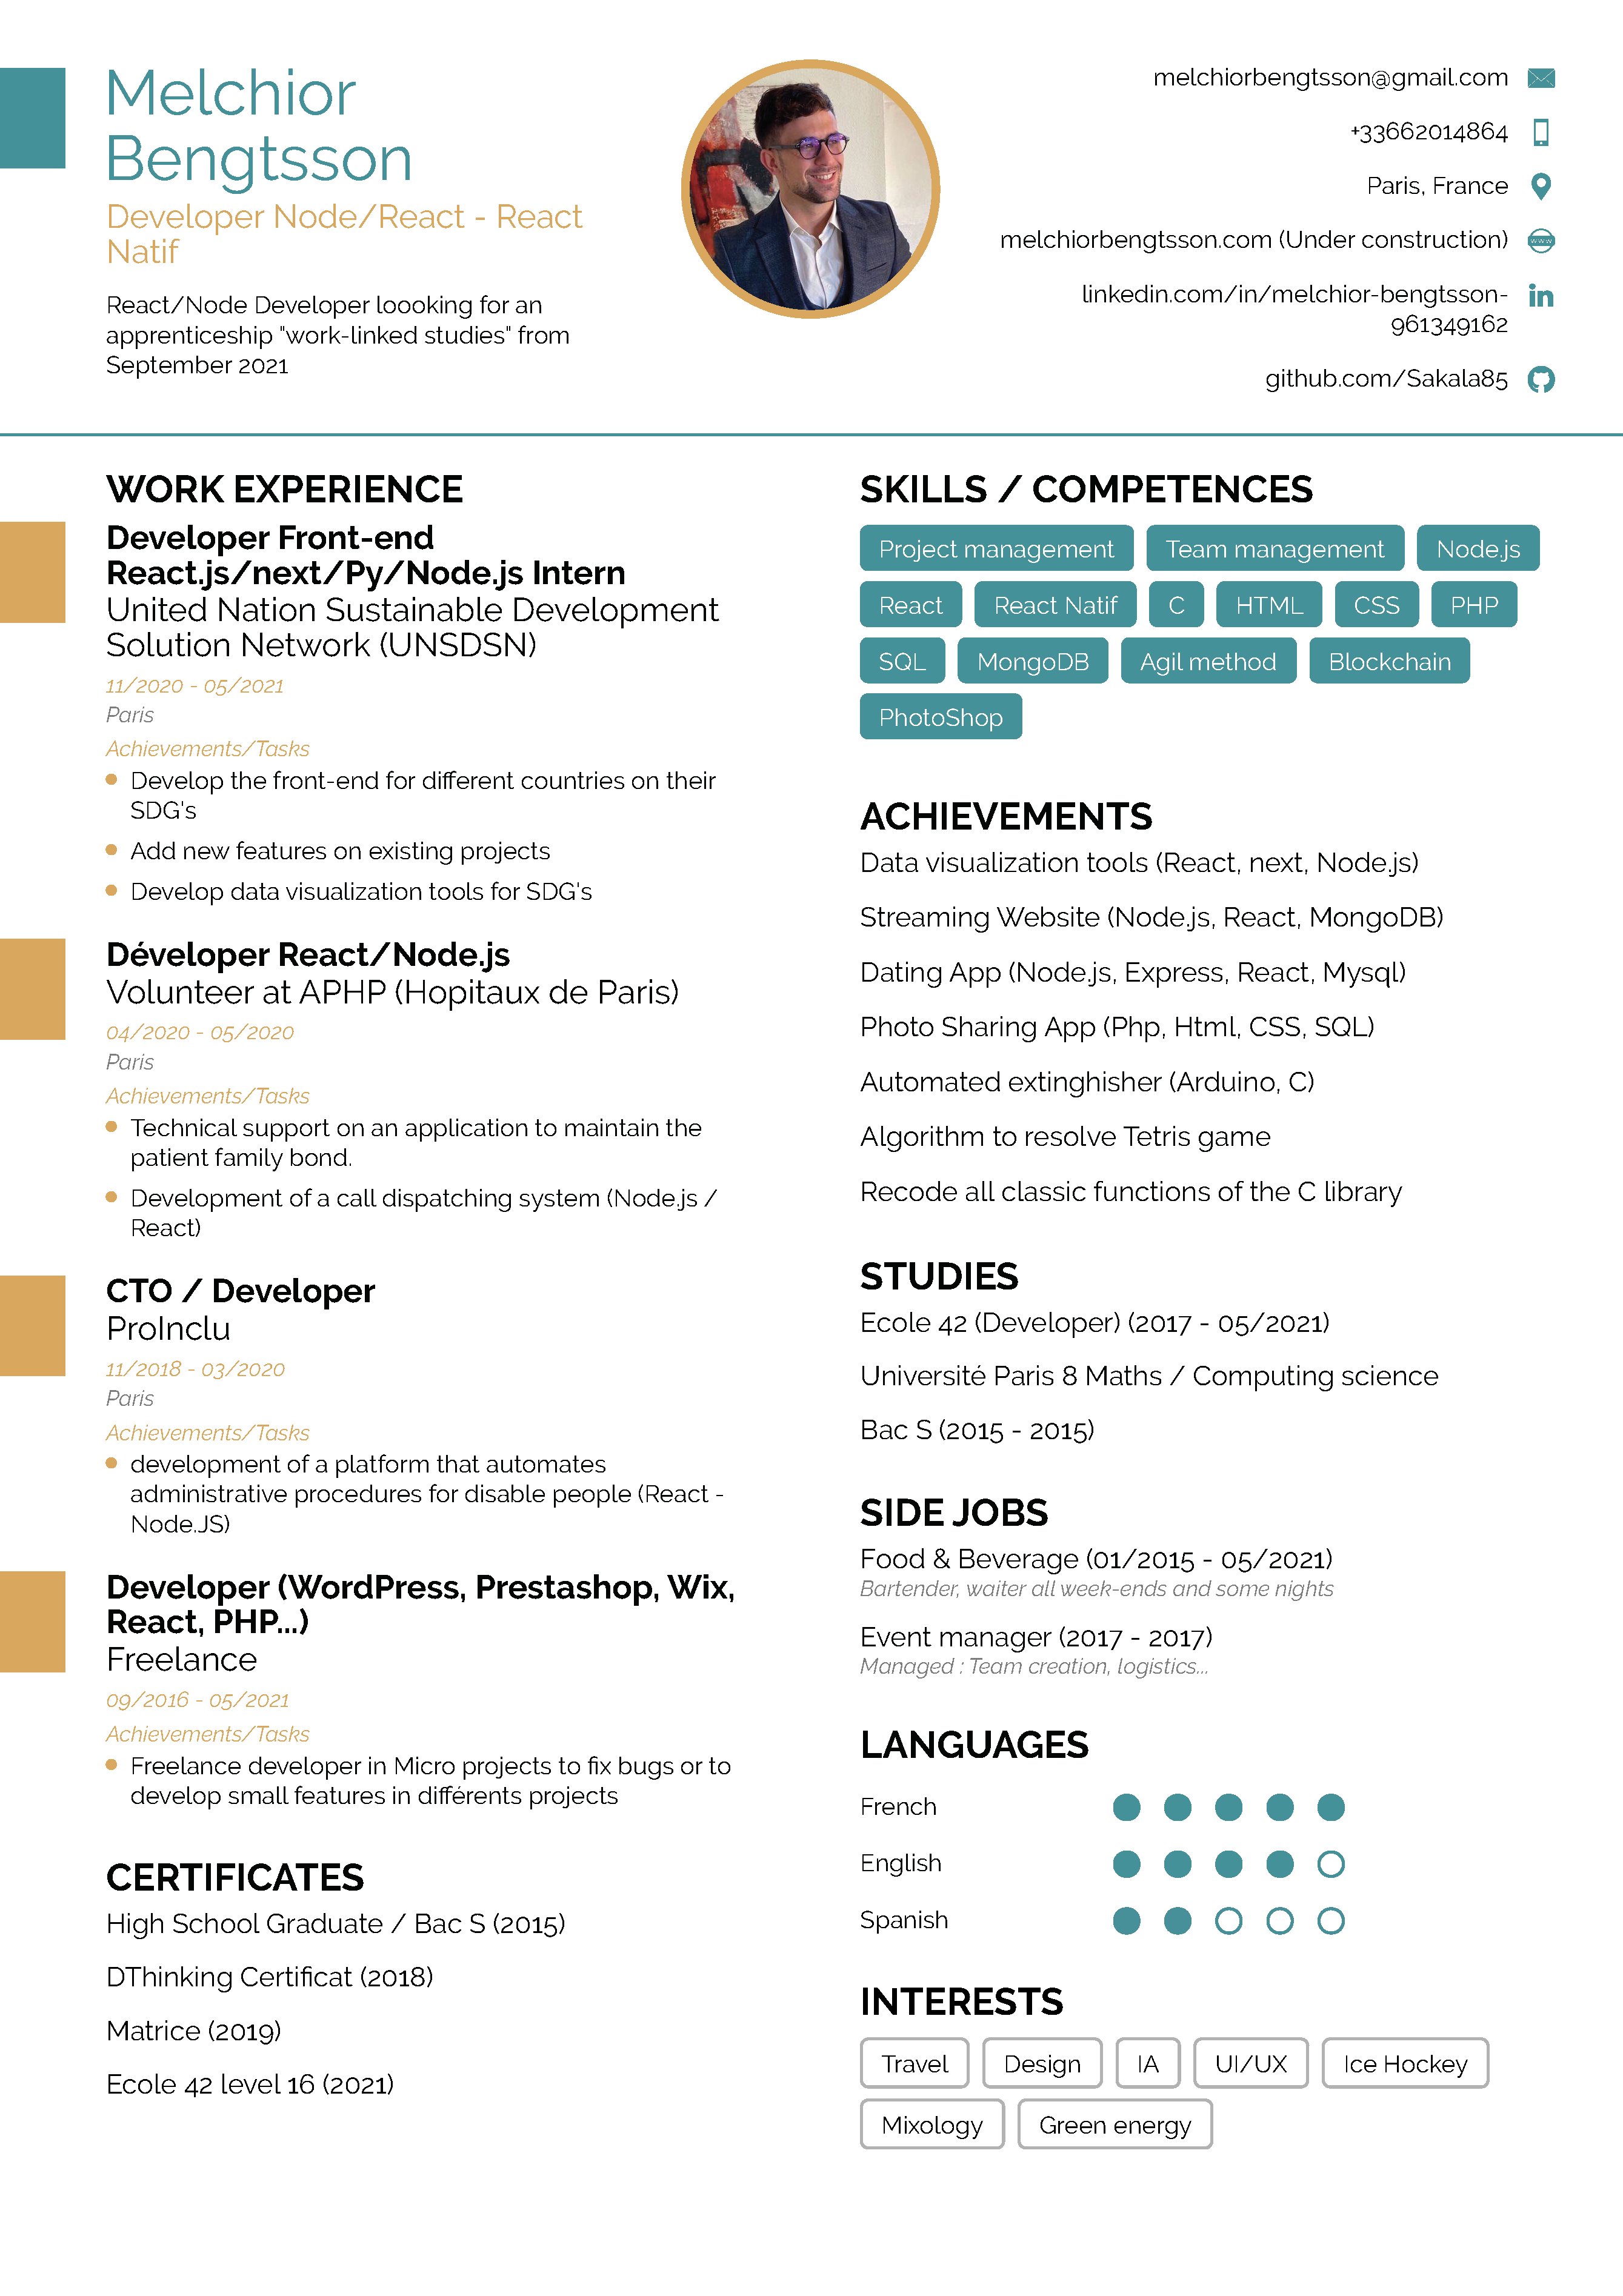 Melchior
Bengtsson
Developer Node/React - React
Natif
React/Node Developer loooking for an
apprenticeship "work-linked studies" from
September 2021
melchiorbengtsson@gmail.com
+33662014864
Paris, France
melchiorbengtsson.com (Under construction)
www
linkedin.com/in/melchior-bengtsson-
961349162
github.com/Sakala85
WORK EXPERIENCE
Developer Front-end
React.js/next/Py/Node.js Intern
United Nation Sustainable Development
Solution Network (UNSDSN)
11/2020 - 05/2021
Paris
Achievements/Tasks
Develop the front-end for different countries on their
SDG's
Add new features on existing projects
Develop data visualization tools for SDG's
Déveloper React/Node.js
Volunteer at APHP (Hopitaux de Paris)
04/2020 - 05/2020
Paris
Achievements/Tasks
Technical support on an application to maintain the
patient family bond.
Development of a call dispatching system (Node.js /
React)
CTO / Developer
ProInclu
11/2018 - 03/2020
Paris
Achievements/Tasks
development of a platform that automates
administrative procedures for disable people (React -
Node.JS)
Developer (WordPress, Prestashop, Wix,
React, PHP...)
Freelance
09/2016 - 05/2021
Achievements/Tasks
Freelance developer in Micro projects to fix bugs or to
develop small features in différents projects
CERTIFICATES
High School Graduate / Bac S (2015)
DThinking Certificat (2018)
Matrice (2019)
Ecole 42 level 16 (2021)
SKILLS / COMPETENCES
Project management Team management Node.js
React React Natif C HTML CSS PHP
SQL MongoDB Agil method Blockchain
PhotoShop
ACHIEVEMENTS
Data visualization tools (React, next, Node.js)
Streaming Website (Node.js, React, MongoDB)
Dating App (Node.js, Express, React, Mysql)
Photo Sharing App (Php, Html, CSS, SQL)
Automated extinghisher (Arduino, C)
Algorithm to resolve Tetris game
Recode all classic functions of the C library
STUDIES
Ecole 42 (Developer) (2017 - 05/2021)
Université Paris 8 Maths / Computing science
Bac S (2015 - 2015)
SIDE JOBS
Food & Beverage (01/2015 - 05/2021)
Bartender, waiter all week-ends and some nights
Event manager (2017 - 2017)
Managed : Team creation, logistics...
LANGUAGES
French
English
Spanish
INTERESTS
Travel Design IA UI/UX Ice Hockey
Mixology Green energy